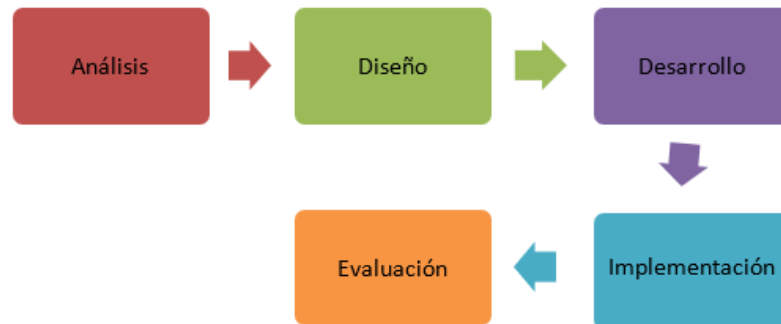 Análisis
Diseño
Desarrollo
Implementación
Evaluación